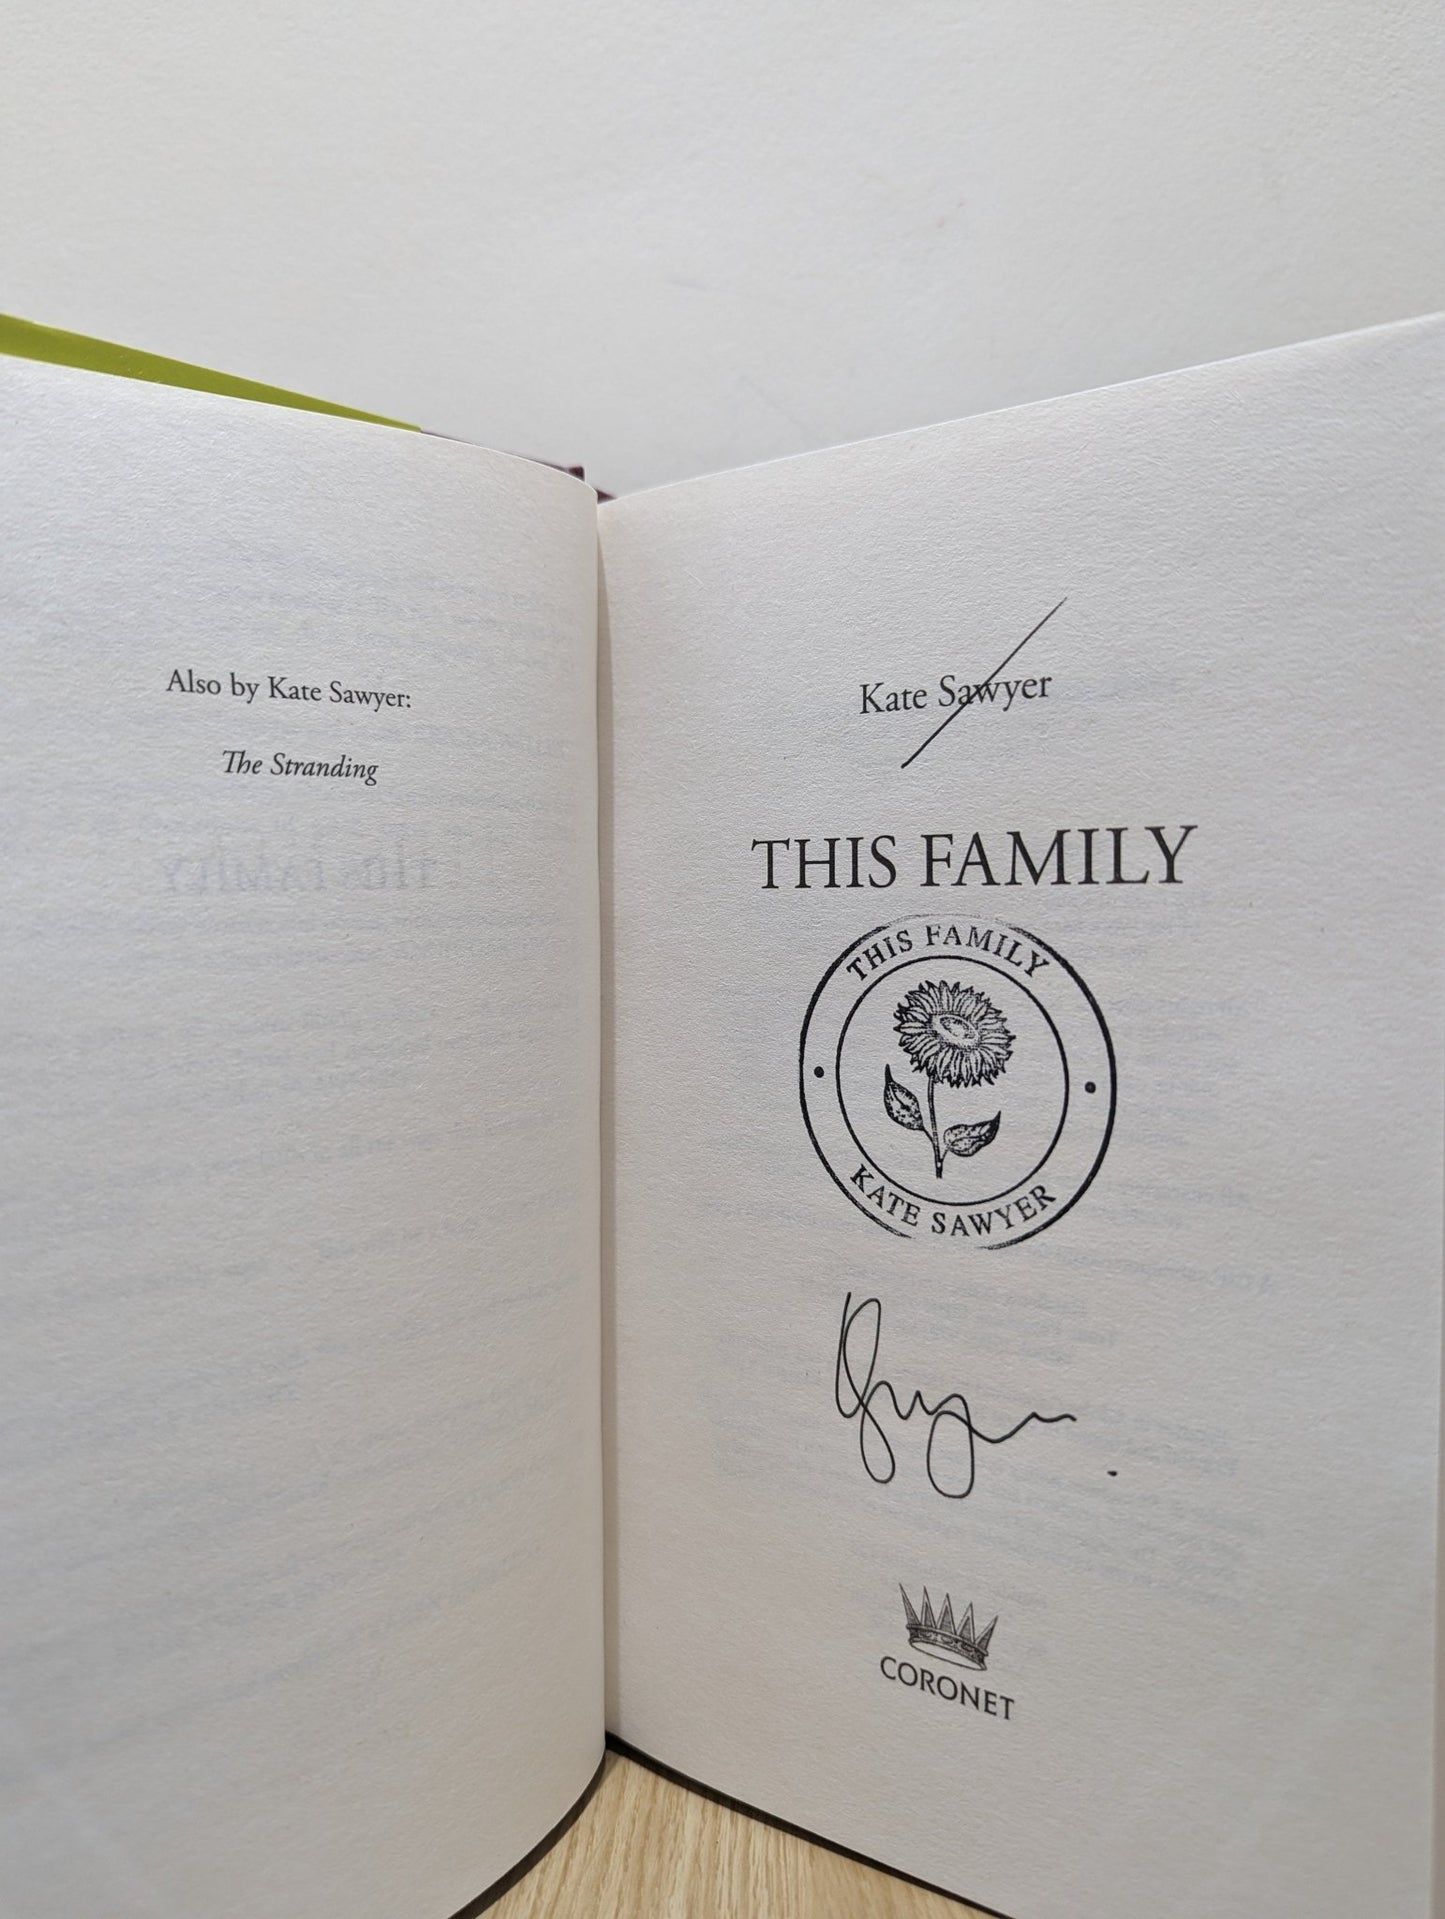 Also by Kate Sawyer:
The Stranding
Kate Sawyer
THIS FAMILY
THIS FAMILY
KATE SAWYER
CORONET